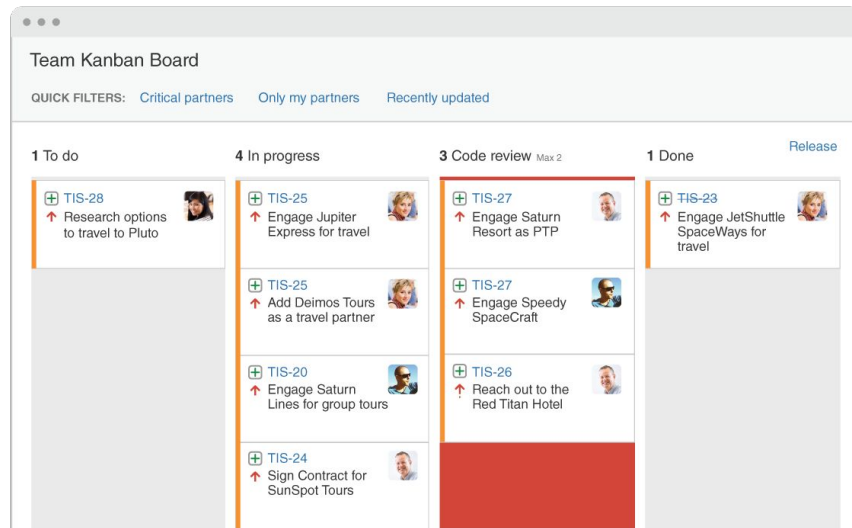 Team Kanban Board
QUICK FILTERS: Critical partners Only my partners Recently updated
1 To do
TIS-28
Research options
to travel to Pluto
4 In progress
TIS-25
Engage Jupiter
Express for travel
TIS-25
Add Deimos Tours
as a travel partner
TIS-20
Engage Saturn
Lines for group tours
TIS-24
Sign Contract for
SunSpot Tours
3 Code review Max 2
TIS-27
Engage Saturn
Resort as PTP
TIS-27
Engage Speedy
SpaceCraft
TIS-26
Reach out to the
Red Titan Hotel
1 Done
Release
TIS-23
Engage JetShuttle
SpaceWays for
travel